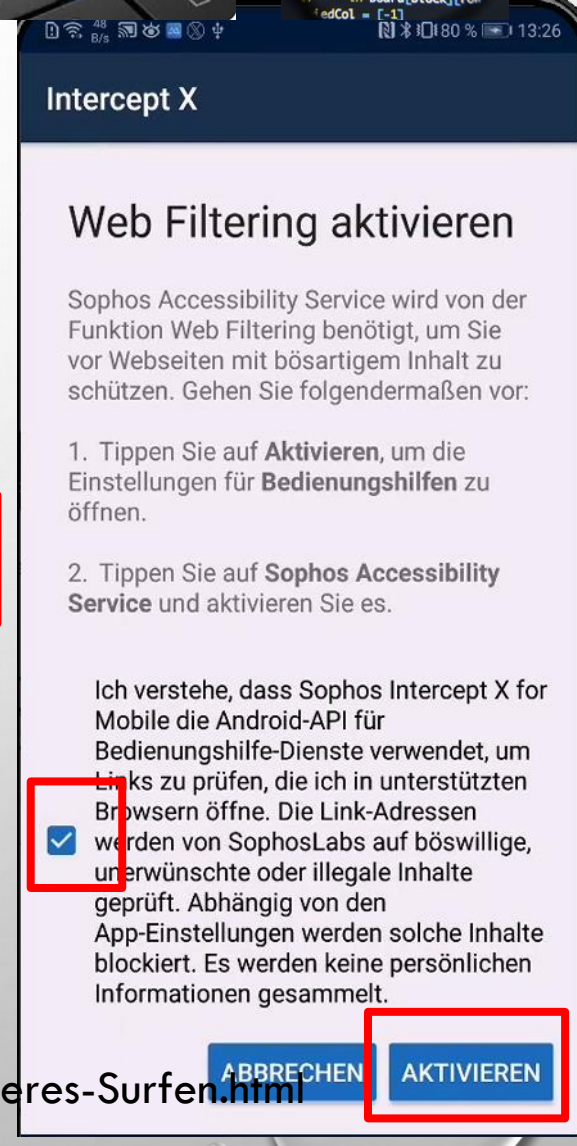 board[stock][ro
edCol = [-1]
48 B/s 80 % 13:26
Intercept X
Web Filtering aktivieren
Sophos Accessibility Service wird von der
Funktion Web Filtering benötigt, um Sie
vor Webseiten mit bösartigem Inhalt zu
schützen. Gehen Sie folgendermaßen vor:
1. Tippen Sie auf Aktivieren, um die
Einstellungen für Bedienungshilfen zu
öffnen.
2. Tippen Sie auf Sophos Accessibility
Service und aktivieren Sie es.
Ich verstehe, dass Sophos Intercept X for
Mobile die Android-API für
Bedienungshilfe-Dienste verwendet, um
Links zu prüfen, die ich in unterstützten
Browsern öffne. Die Link-Adressen
werden von SophosLabs auf böswillige,
unerwünschte oder illegale Inhalte
geprüft. Abhängig von den
App-Einstellungen werden solche Inhalte
blockiert. Es werden keine persönlichen
Informationen gesammelt.
ABBRECHEN AKTIVIEREN
eres-Surfen.html